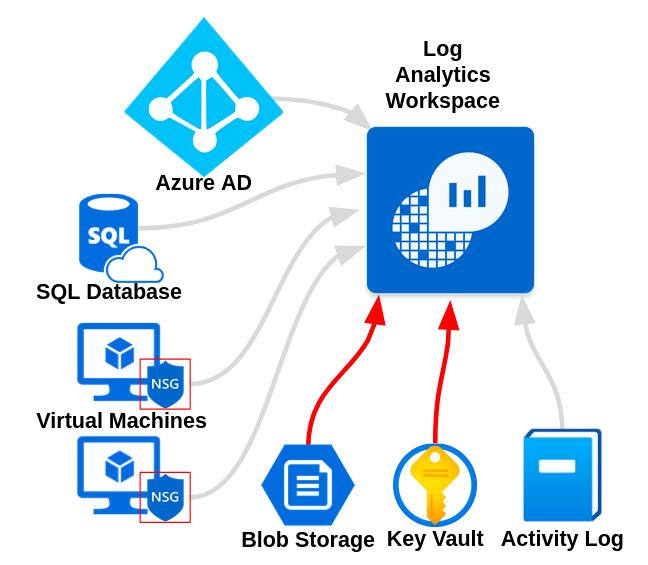 Log
Analytics
Workspace
Azure AD
SQL
SQL Database
NSG
Virtual Machines
NSG
Blob Storage
Key Vault
Activity Log